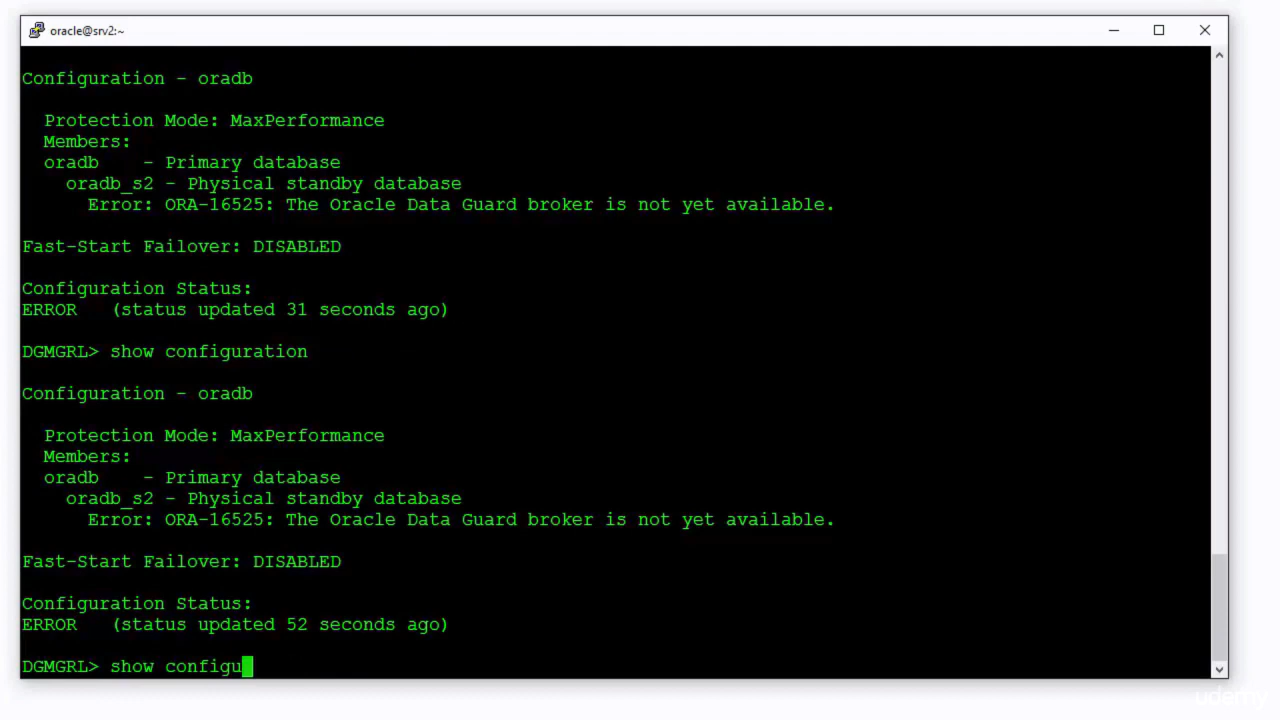 oracle@srv2:~
Configuration - oradb
Protection Mode: MaxPerformance
Members:
oradb    - Primary database
oradb_s2 - Physical standby database
Error: ORA-16525: The Oracle Data Guard broker is not yet available.
Fast-Start Failover: DISABLED
Configuration Status:
ERROR   (status updated 31 seconds ago)
DGMGRL> show configuration
Configuration - oradb
Protection Mode: MaxPerformance
Members:
oradb    - Primary database
oradb_s2 - Physical standby database
Error: ORA-16525: The Oracle Data Guard broker is not yet available.
Fast-Start Failover: DISABLED
Configuration Status:
ERROR   (status updated 52 seconds ago)
DGMGRL> show configu
udemy